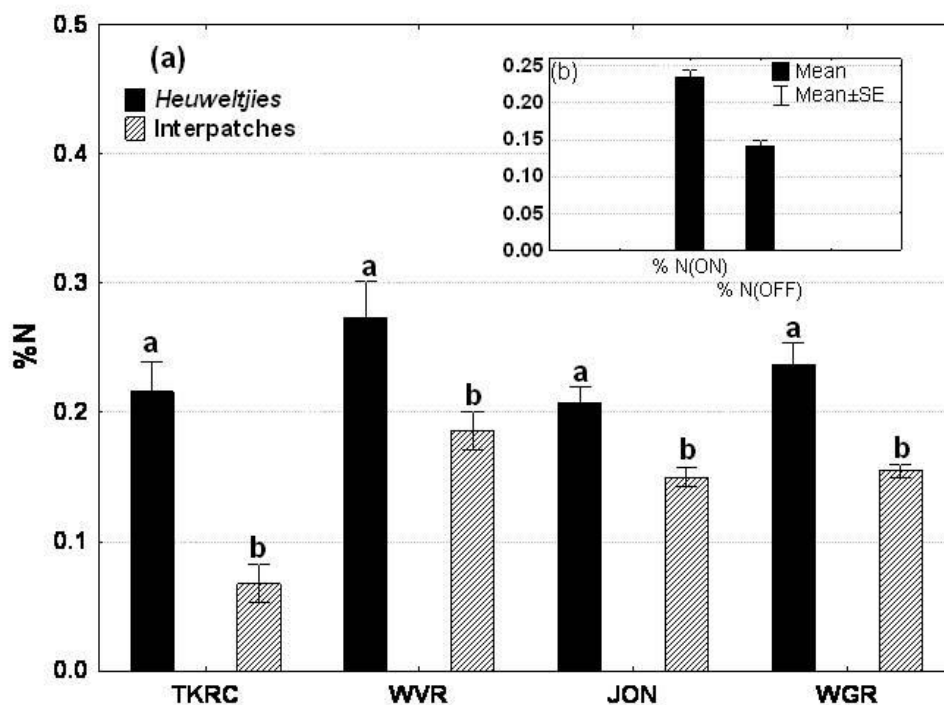 0.5
(a)
Heuweltjies
Interpatches
0.4
0.3
0.2
0.1
0.0
%N
(b)
0.25
0.20
0.15
0.10
0.05
0.00
Mean
Mean±SE
% N(ON)
% N(OFF)
a
b
a
b
a
b
a
b
TKRC
WVR
JON
WGR